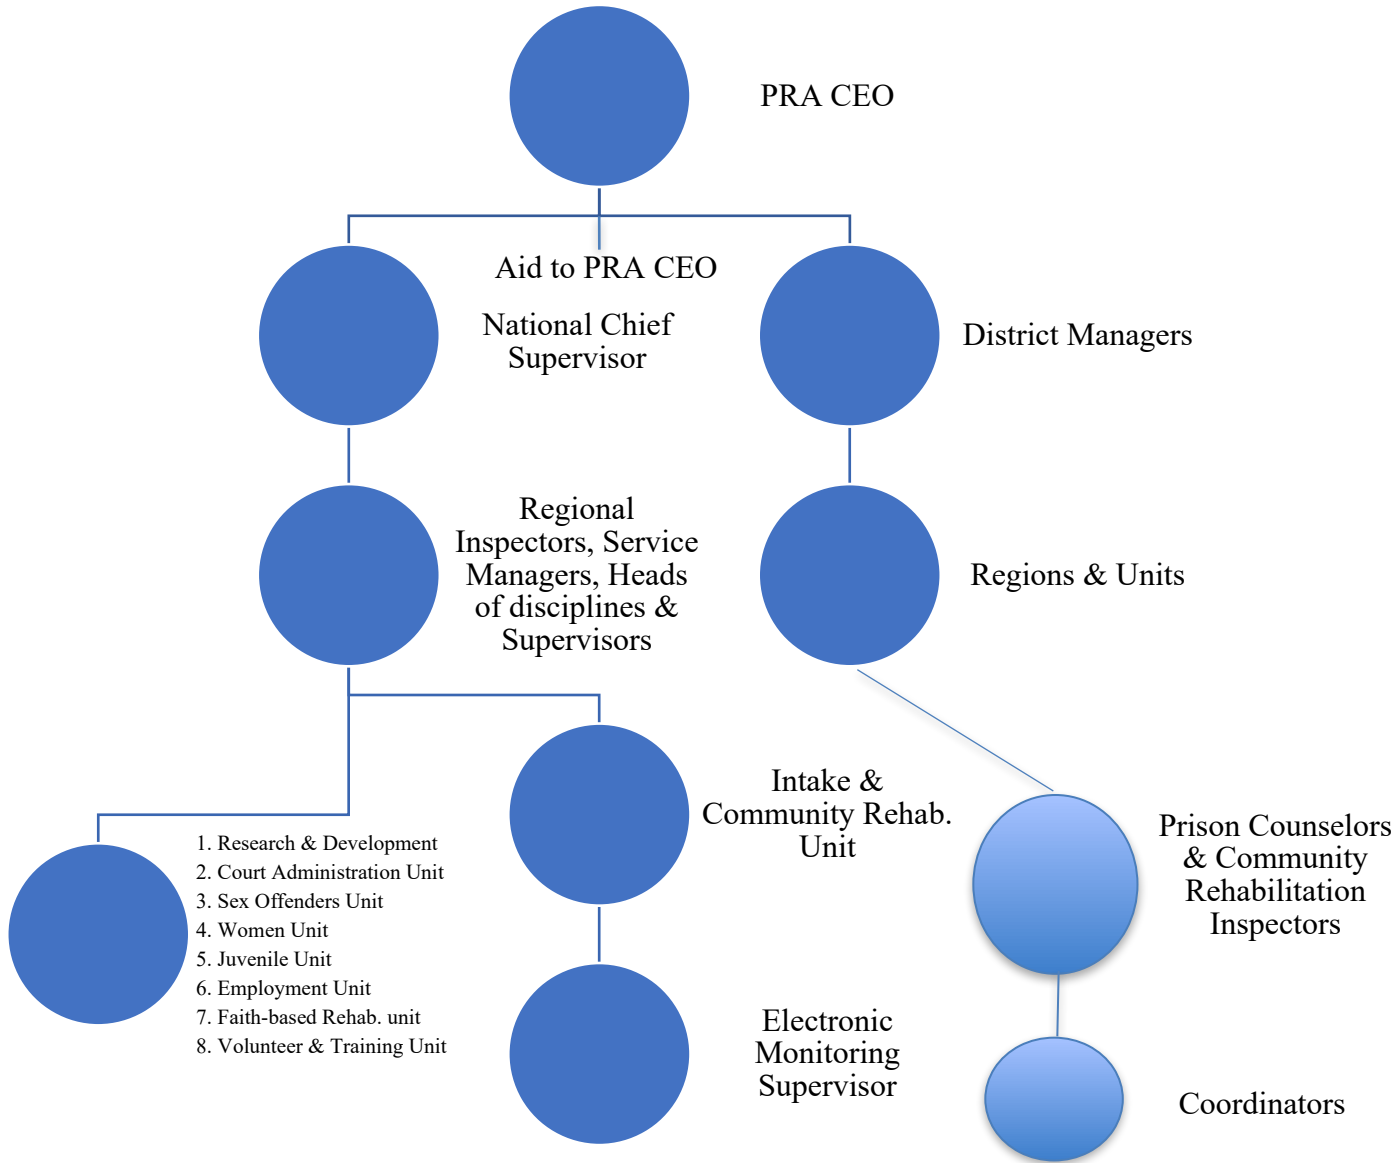 PRA CEO
Aid to PRA CEO
National Chief
Supervisor
District Managers
Regional
Inspectors, Service
Managers, Heads
of disciplines &
Supervisors
Regions & Units
Intake &
Community Rehab.
Unit
Prison Counselors
& Community
Rehabilitation
Inspectors
1. Research & Development
2. Court Administration Unit
3. Sex Offenders Unit
4. Women Unit
5. Juvenile Unit
6. Employment Unit
7. Faith-based Rehab. unit
8. Volunteer & Training Unit
Electronic
Monitoring
Supervisor
Coordinators